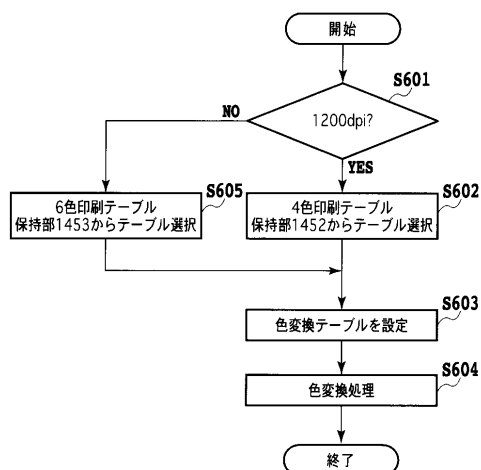 開始
S601
1200dpi?
NO
YES
S605
6色印刷テーブル
保持部1453からテーブル選択
S602
4色印刷テーブル
保持部1452からテーブル選択
S603
色変換テーブルを設定
S604
色変換処理
終了